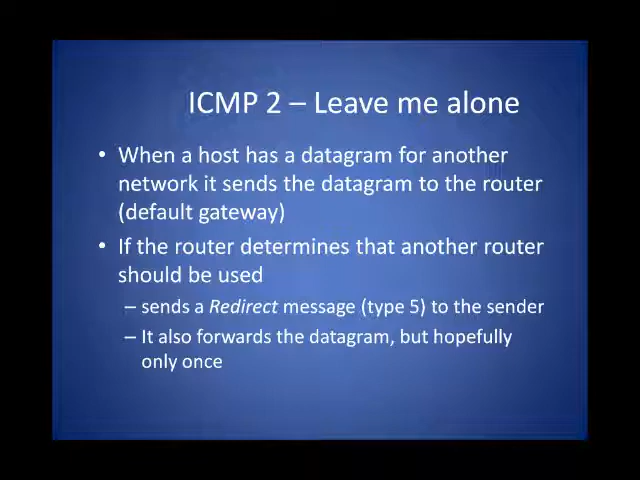 ICMP 2 – Leave me alone
• When a host has a datagram for another
network it sends the datagram to the router
(default gateway)
• If the router determines that another router
should be used
– sends a Redirect message (type 5) to the sender
– It also forwards the datagram, but hopefully
only once